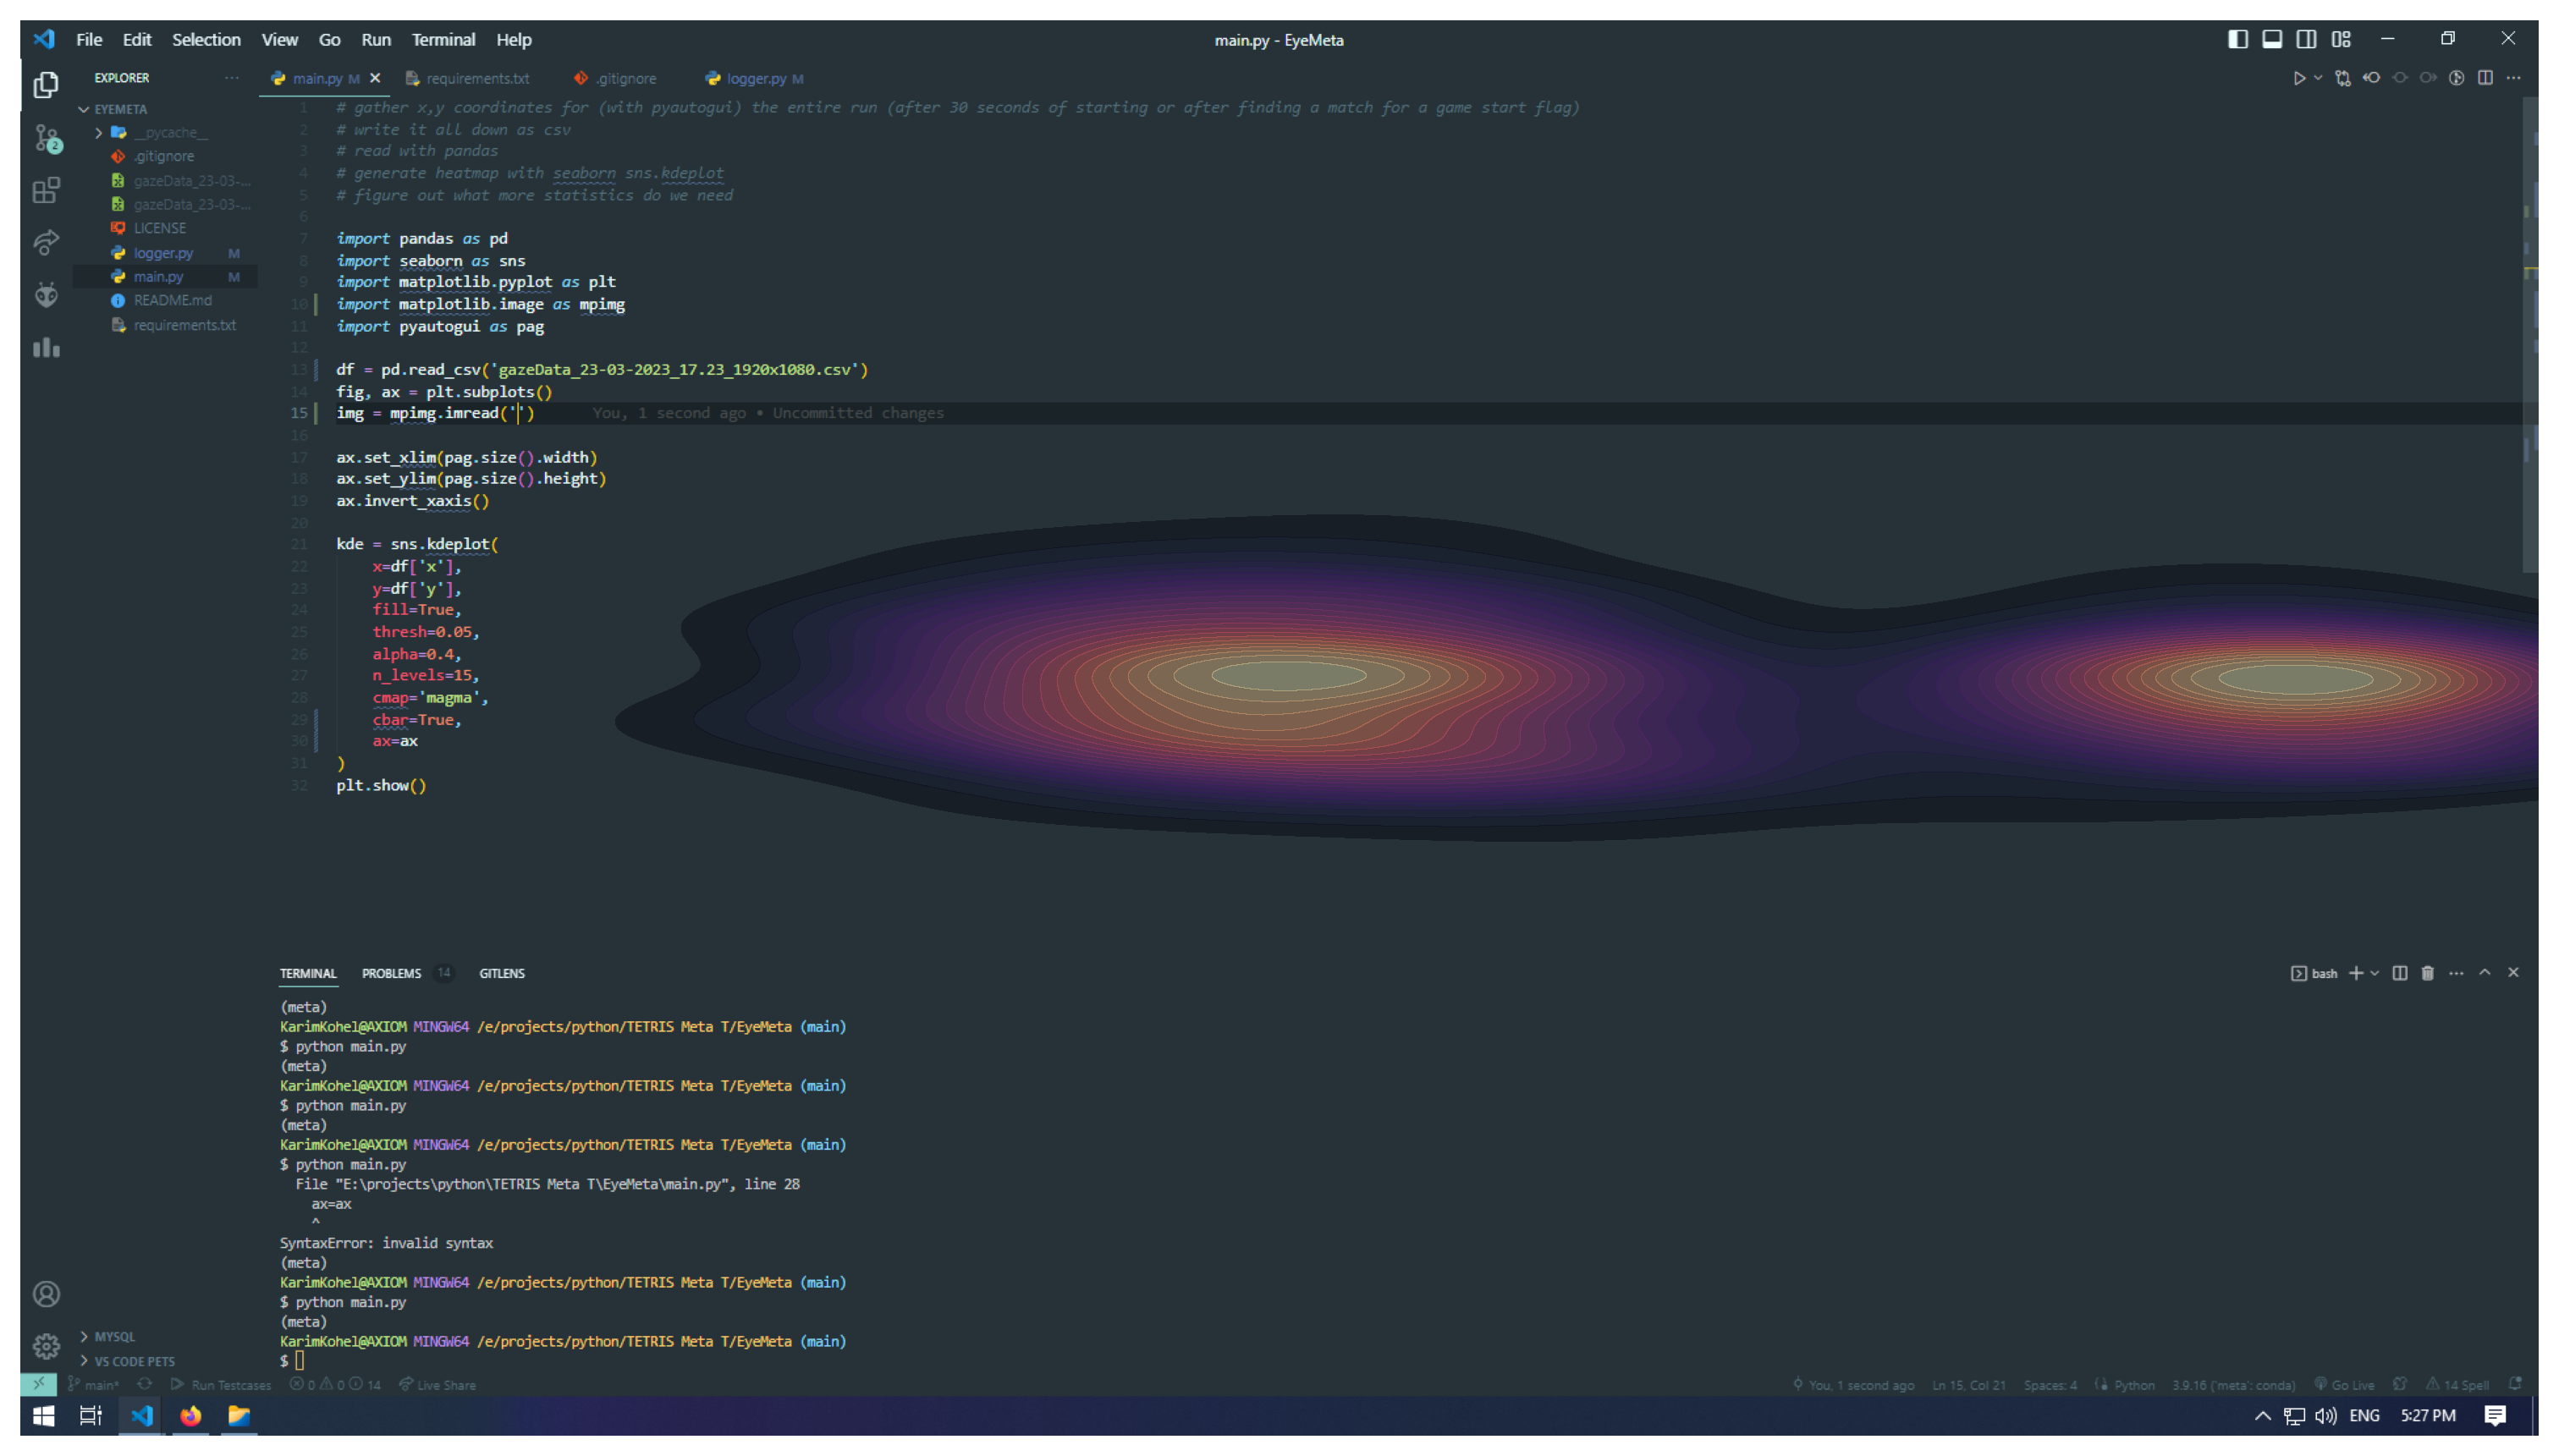 File Edit Selection View Go Run Terminal Help
main.py - EyeMeta
EXPLORER
main.py M
requirements.txt
.gitignore
logger.py M
EYEMETA
__pycache__
.gitignore
gazeData_23-03-...
gazeData_23-03-...
LICENSE
logger.py M
main.py M
README.md
requirements.txt
2
1 # gather x,y coordinates for (with pyautogui) the entire run (after 30 seconds of starting or after finding a match for a game start flag)
2 # write it all down as csv
3 # read with pandas
4 # generate heatmap with seaborn sns.kdeplot
5 # figure out what more statistics do we need
6
7 import pandas as pd
8 import seaborn as sns
9 import matplotlib.pyplot as plt
10 import matplotlib.image as mpimg
11 import pyautogui as pag
12
13 df = pd.read_csv('gazeData_23-03-2023_17.23_1920x1080.csv')
14 fig, ax = plt.subplots()
15 img = mpimg.imread('') You, 1 second ago • Uncommitted changes
16
17 ax.set_xlim(pag.size().width)
18 ax.set_ylim(pag.size().height)
19 ax.invert_xaxis()
20
21 kde = sns.kdeplot(
22 x=df['x'],
23 y=df['y'],
24 fill=True,
25 thresh=0.05,
26 alpha=0.4,
27 n_levels=15,
28 cmap='magma',
29 cbar=True,
30 ax=ax
31 )
32 plt.show()
TERMINAL PROBLEMS 14 GITLENS
bash
(meta)
KarimKohel@AXIOM MINGW64 /e/projects/python/TETRIS Meta T/EyeMeta (main)
$ python main.py
(meta)
KarimKohel@AXIOM MINGW64 /e/projects/python/TETRIS Meta T/EyeMeta (main)
$ python main.py
(meta)
KarimKohel@AXIOM MINGW64 /e/projects/python/TETRIS Meta T/EyeMeta (main)
$ python main.py
File "E:\projects\python\TETRIS Meta T\EyeMeta\main.py", line 28
ax=ax
^
SyntaxError: invalid syntax
(meta)
KarimKohel@AXIOM MINGW64 /e/projects/python/TETRIS Meta T/EyeMeta (main)
$ python main.py
(meta)
KarimKohel@AXIOM MINGW64 /e/projects/python/TETRIS Meta T/EyeMeta (main)
$
MYSQL
VS CODE PETS
main* Run Testcases 0 0 14 Live Share
You, 1 second ago Ln 15, Col 21 Spaces: 4 Python 3.9.16 ('meta': conda) Go Live 14 Spell
ENG 5:27 PM